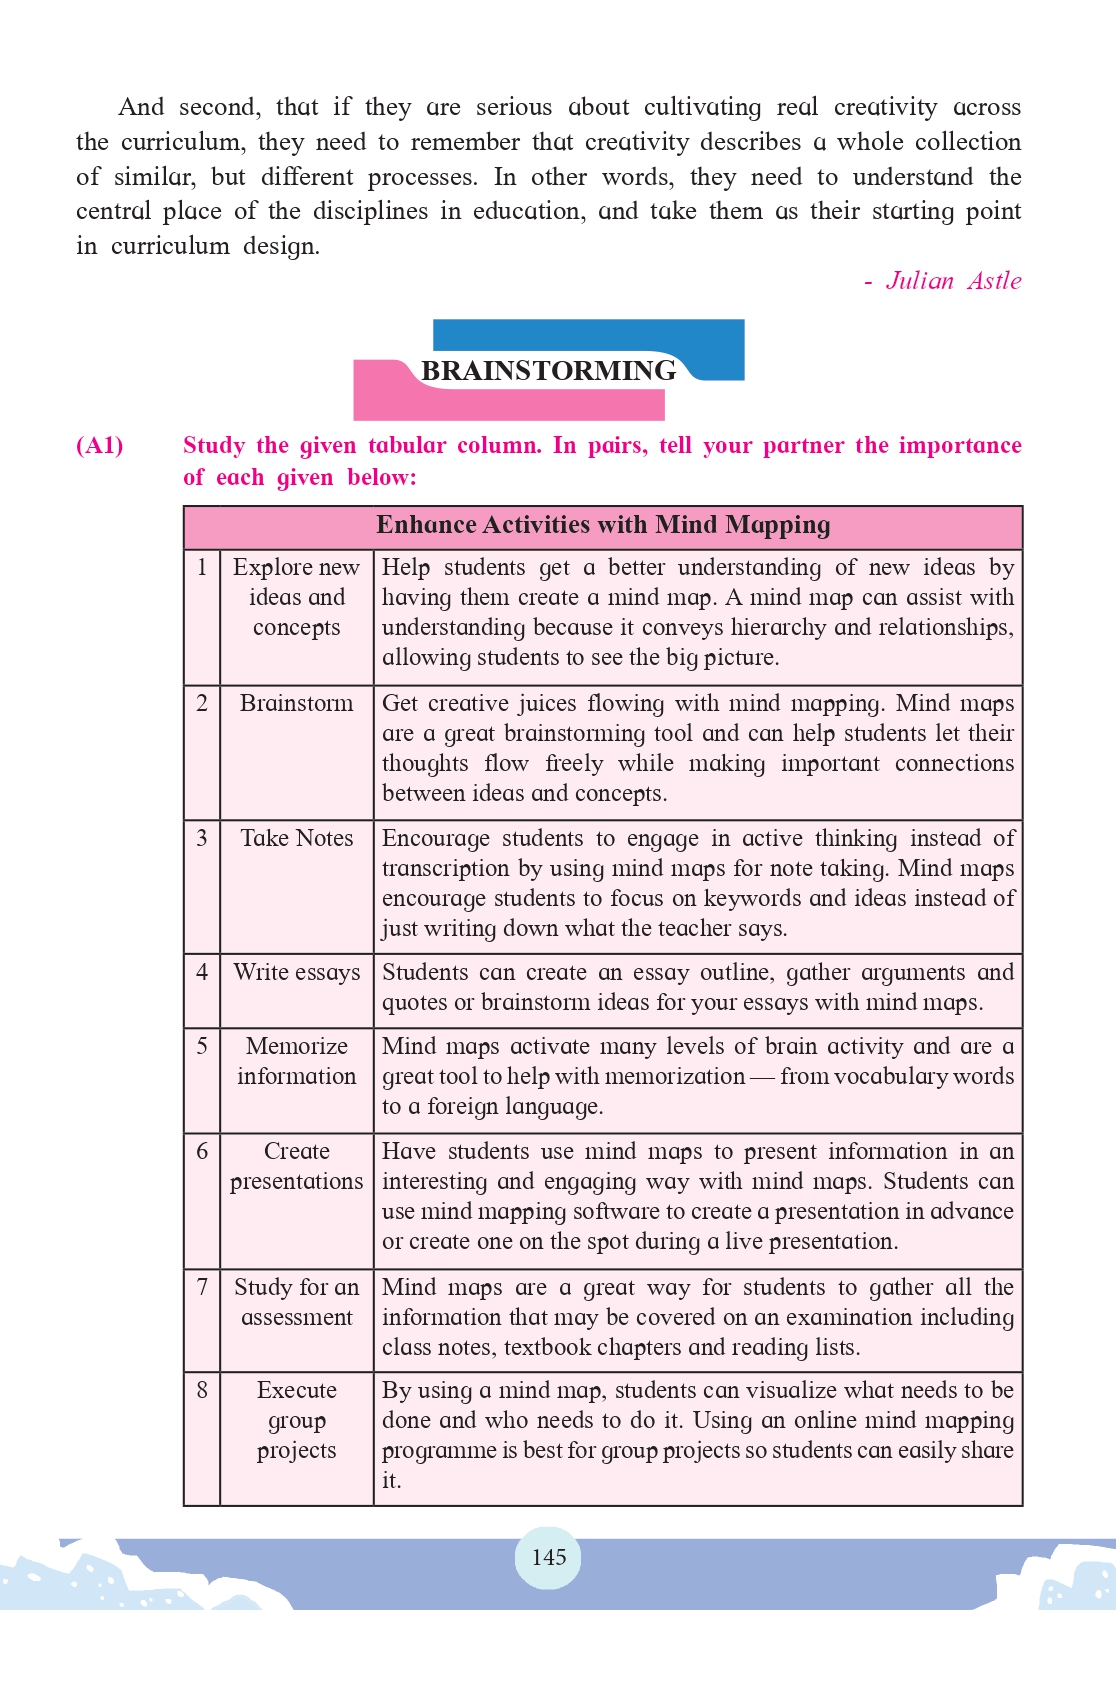 And second, that if they are serious about cultivating real creativity across
the curriculum, they need to remember that creativity describes a whole collection
of similar, but different processes. In other words, they need to understand the
central place of the disciplines in education, and take them as their starting point
in curriculum design.
- Julian Astle
BRAINSTORMING
(A1) Study the given tabular column. In pairs, tell your partner the importance
of each given below:
Enhance Activities with Mind Mapping
1 Explore new ideas and concepts
Help students get a better understanding of new ideas by
having them create a mind map. A mind map can assist with
understanding because it conveys hierarchy and relationships,
allowing students to see the big picture.
2 Brainstorm
Get creative juices flowing with mind mapping. Mind maps
are a great brainstorming tool and can help students let their
thoughts flow freely while making important connections
between ideas and concepts.
3 Take Notes
Encourage students to engage in active thinking instead of
transcription by using mind maps for note taking. Mind maps
encourage students to focus on keywords and ideas instead of
just writing down what the teacher says.
4 Write essays
Students can create an essay outline, gather arguments and
quotes or brainstorm ideas for your essays with mind maps.
5 Memorize information
Mind maps activate many levels of brain activity and are a
great tool to help with memorization — from vocabulary words
to a foreign language.
6 Create presentations
Have students use mind maps to present information in an
interesting and engaging way with mind maps. Students can
use mind mapping software to create a presentation in advance
or create one on the spot during a live presentation.
7 Study for an assessment
Mind maps are a great way for students to gather all the
information that may be covered on an examination including
class notes, textbook chapters and reading lists.
8 Execute group projects
By using a mind map, students can visualize what needs to be
done and who needs to do it. Using an online mind mapping
programme is best for group projects so students can easily share
it.
145